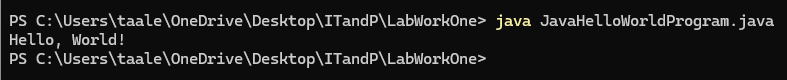 PS C:\Users\taale\OneDrive\Desktop\ITandP\LabWorkOne> java JavaHelloWorldProgram.java
Hello, World!
PS C:\Users\taale\OneDrive\Desktop\ITandP\LabWorkOne>